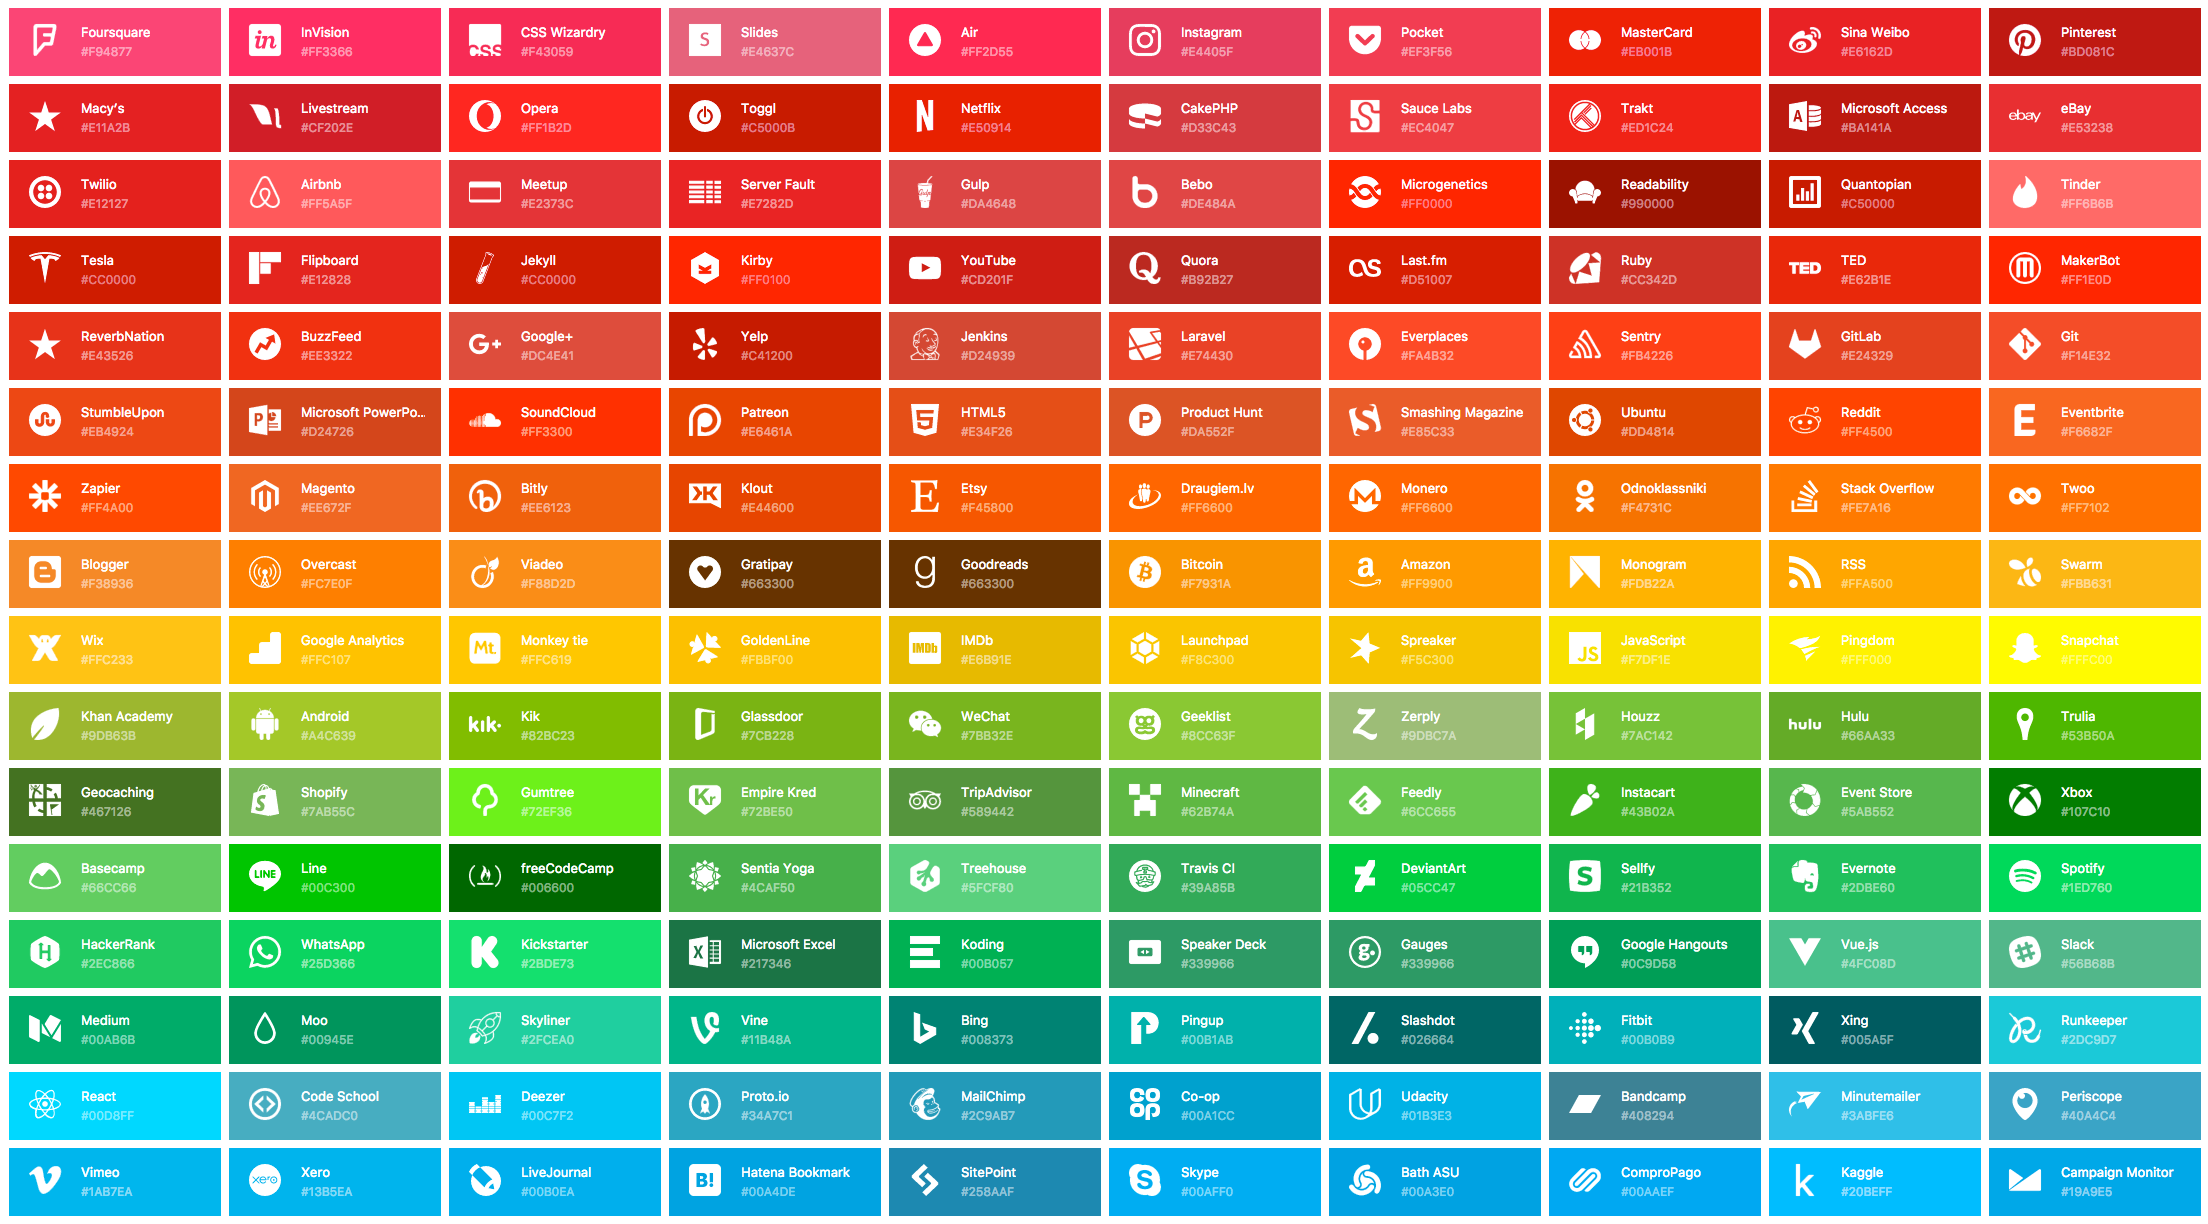 Foursquare
#F94877
in
InVision
#FF3366
CSS
CSS Wizardry
#F43059
S
Slides
#E4637C
Air
#FF2D55
Instagram
#E4405F
Pocket
#EF3F56
MasterCard
#EB001B
Sina Weibo
#E6162D
Pinterest
#BD081C
Macy's
#E11A2B
Livestream
#CF202E
Opera
#FF1B2D
Toggl
#C5000B
N
Netflix
#E50914
CakePHP
#D33C43
S
Sauce Labs
#EC4047
Trakt
#ED1C24
A
Microsoft Access
#BA141A
ebay
eBay
#E53238
Twilio
#E12127
Airbnb
#FF5A5F
Meetup
#E2373C
Server Fault
#E7282D
Gulp
#DA4648
b
Bebo
#DE484A
Microgenetics
#FF0000
Readability
#990000
Quantopian
#C50000
Tinder
#FF6B6B
Tesla
#CC0000
Flipboard
#E12828
Jekyll
#CC0000
Kirby
#FF0100
YouTube
#CD201F
Q
Quora
#B92B27
Last.fm
#D51007
Ruby
#CC342D
TED
TED
#E62B1E
MakerBot
#FF1E0D
ReverbNation
#E43526
BuzzFeed
#EE3322
G+
Google+
#DC4E41
Yelp
#C41200
Jenkins
#D24939
Laravel
#E74430
Everplaces
#FA4B32
Sentry
#FB4226
GitLab
#E24329
Git
#F14E32
StumbleUpon
#EB4924
P
Microsoft PowerPo...
#D24726
SoundCloud
#FF3300
Patreon
#E6461A
5
HTML5
#E34F26
P
Product Hunt
#DA552F
S
Smashing Magazine
#E85C33
Ubuntu
#DD4814
Reddit
#FF4500
E
Eventbrite
#F6682F
Zapier
#FF4A00
Magento
#EE672F
b
Bitly
#EE6123
K
Klout
#E44600
E
Etsy
#F45800
Draugiem.lv
#FF6600
Monero
#FF6600
Odnoklassniki
#F4731C
Stack Overflow
#FE7A16
Twoo
#FF7102
B
Blogger
#F38936
Overcast
#FC7E0F
Viadeo
#F88D2D
Gratipay
#663300
g
Goodreads
#663300
Bitcoin
#F7931A
a
Amazon
#FF9900
Monogram
#FDB22A
RSS
#FFA500
Swarm
#FBB631
Wix
#FFC233
Google Analytics
#FFC107
Mt.
Monkey tie
#FFC619
GoldenLine
#FBBF00
IMDb
IMDb
#E6B91E
Launchpad
#F8C300
Spreaker
#F5C300
JS
JavaScript
#F7DF1E
Pingdom
#FFF000
Snapchat
#FFFC00
Khan Academy
#9DB63B
Android
#A4C639
kik
Kik
#82BC23
Glassdoor
#7CB228
WeChat
#7BB32E
Geeklist
#8CC63F
Z
Zerply
#9DBC7A
Houzz
#7AC142
hulu
Hulu
#66AA33
Trulia
#53B50A
Geocaching
#467126
S
Shopify
#7AB55C
Gumtree
#72EF36
Kr
Empire Kred
#72BE50
TripAdvisor
#589442
Minecraft
#62B74A
Feedly
#6CC655
Instacart
#43B02A
Event Store
#5AB552
Xbox
#107C10
Basecamp
#66CC66
LINE
Line
#00C300
freeCodeCamp
#006600
Sentia Yoga
#4CAF50
Treehouse
#5FCF80
Travis CI
#39A85B
DeviantArt
#05CC47
S
Sellfy
#21B352
Evernote
#2DBE60
Spotify
#1ED760
H
HackerRank
#2EC866
WhatsApp
#25D366
K
Kickstarter
#2BDE73
X
Microsoft Excel
#217346
Koding
#00B057
Speaker Deck
#339966
g.
Gauges
#339966
Google Hangouts
#0C9D58
Vue.js
#4FC08D
Slack
#56B68B
Medium
#00AB6B
Moo
#00945E
Skyliner
#2FCEA0
Vine
#11B48A
b
Bing
#008373
Pingup
#00B1AB
Slashdot
#026664
Fitbit
#00B0B9
Xing
#005A5F
Runkeeper
#2DC9D7
React
#00D8FF
Code School
#4CADC0
Deezer
#00C7F2
Proto.io
#34A7C1
MailChimp
#2C9AB7
CO
OP
Co-op
#00A1CC
Udacity
#01B3E3
Bandcamp
#408294
Minutemailer
#3ABFE6
Periscope
#40A4C4
Vimeo
#1AB7EA
xero
Xero
#13B5EA
LiveJournal
#00B0EA
B!
Hatena Bookmark
#00A4DE
SitePoint
#258AAF
S
Skype
#00AFF0
Bath ASU
#00A3E0
ComproPago
#00AAEF
k
Kaggle
#20BEFF
Campaign Monitor
#19A9E5